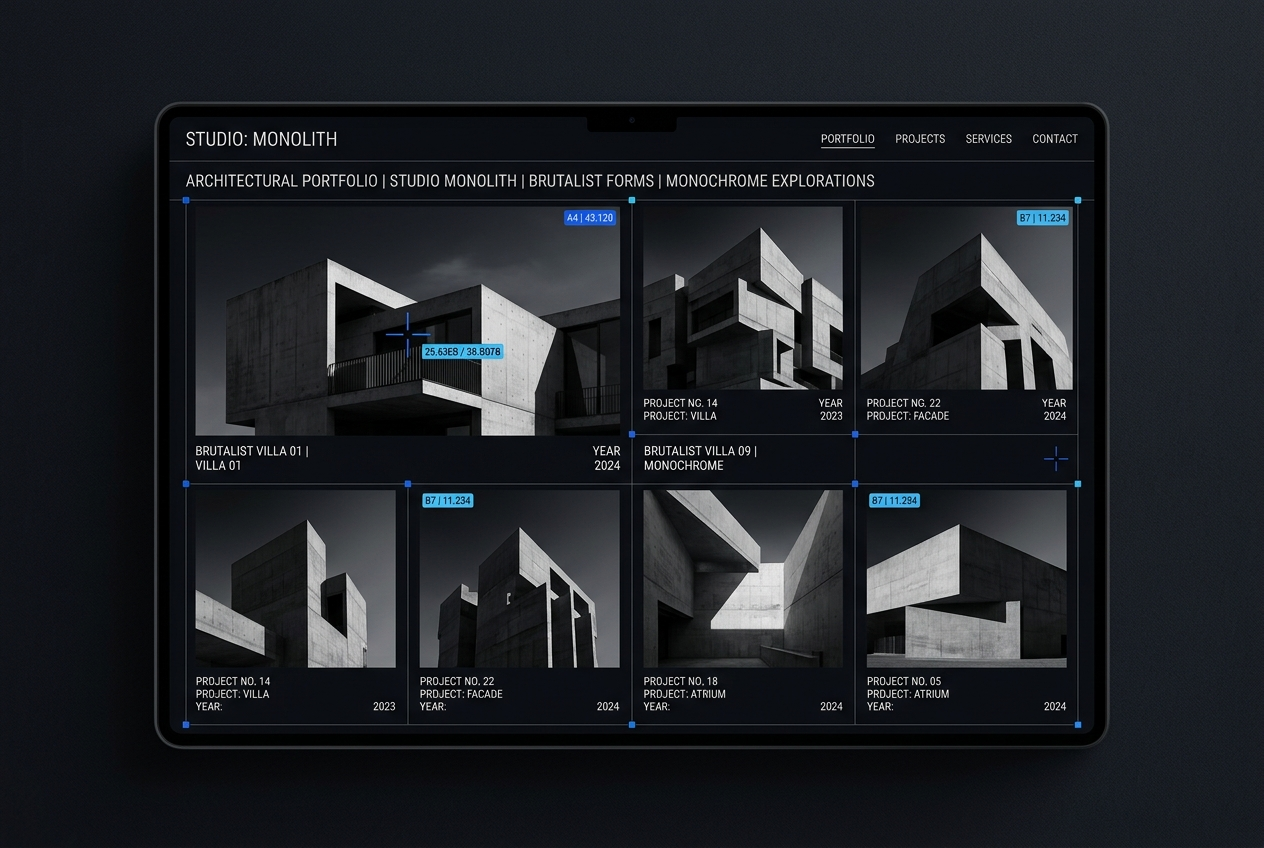 STUDIO: MONOLITH
PORTFOLIO PROJECTS SERVICES CONTACT
ARCHITECTURAL PORTFOLIO | STUDIO MONOLITH | BRUTALIST FORMS | MONOCHROME EXPLORATIONS
A4 | 43.120
25.63E8 / 38.8078
BRUTALIST VILLA 01 | YEAR
VILLA 01 2024
PROJECT NG. 14 YEAR
PROJECT: VILLA 2023
B7 | 11.234
PROJECT NG. 22 YEAR
PROJECT: FACADE 2024
BRUTALIST VILLA 09 |
MONOCHROME
PROJECT NO. 14
PROJECT: VILLA
YEAR: 2023
B7 | 11.234
PROJECT NO. 22
PROJECT: FACADE
YEAR: 2024
PROJECT NO. 18
PRDJECT: ATRIUM
YEAR: 2024
B7 | 11.294
PROJECT NO. 05
PRDJECT: ATRIUM
YEAR: 2024